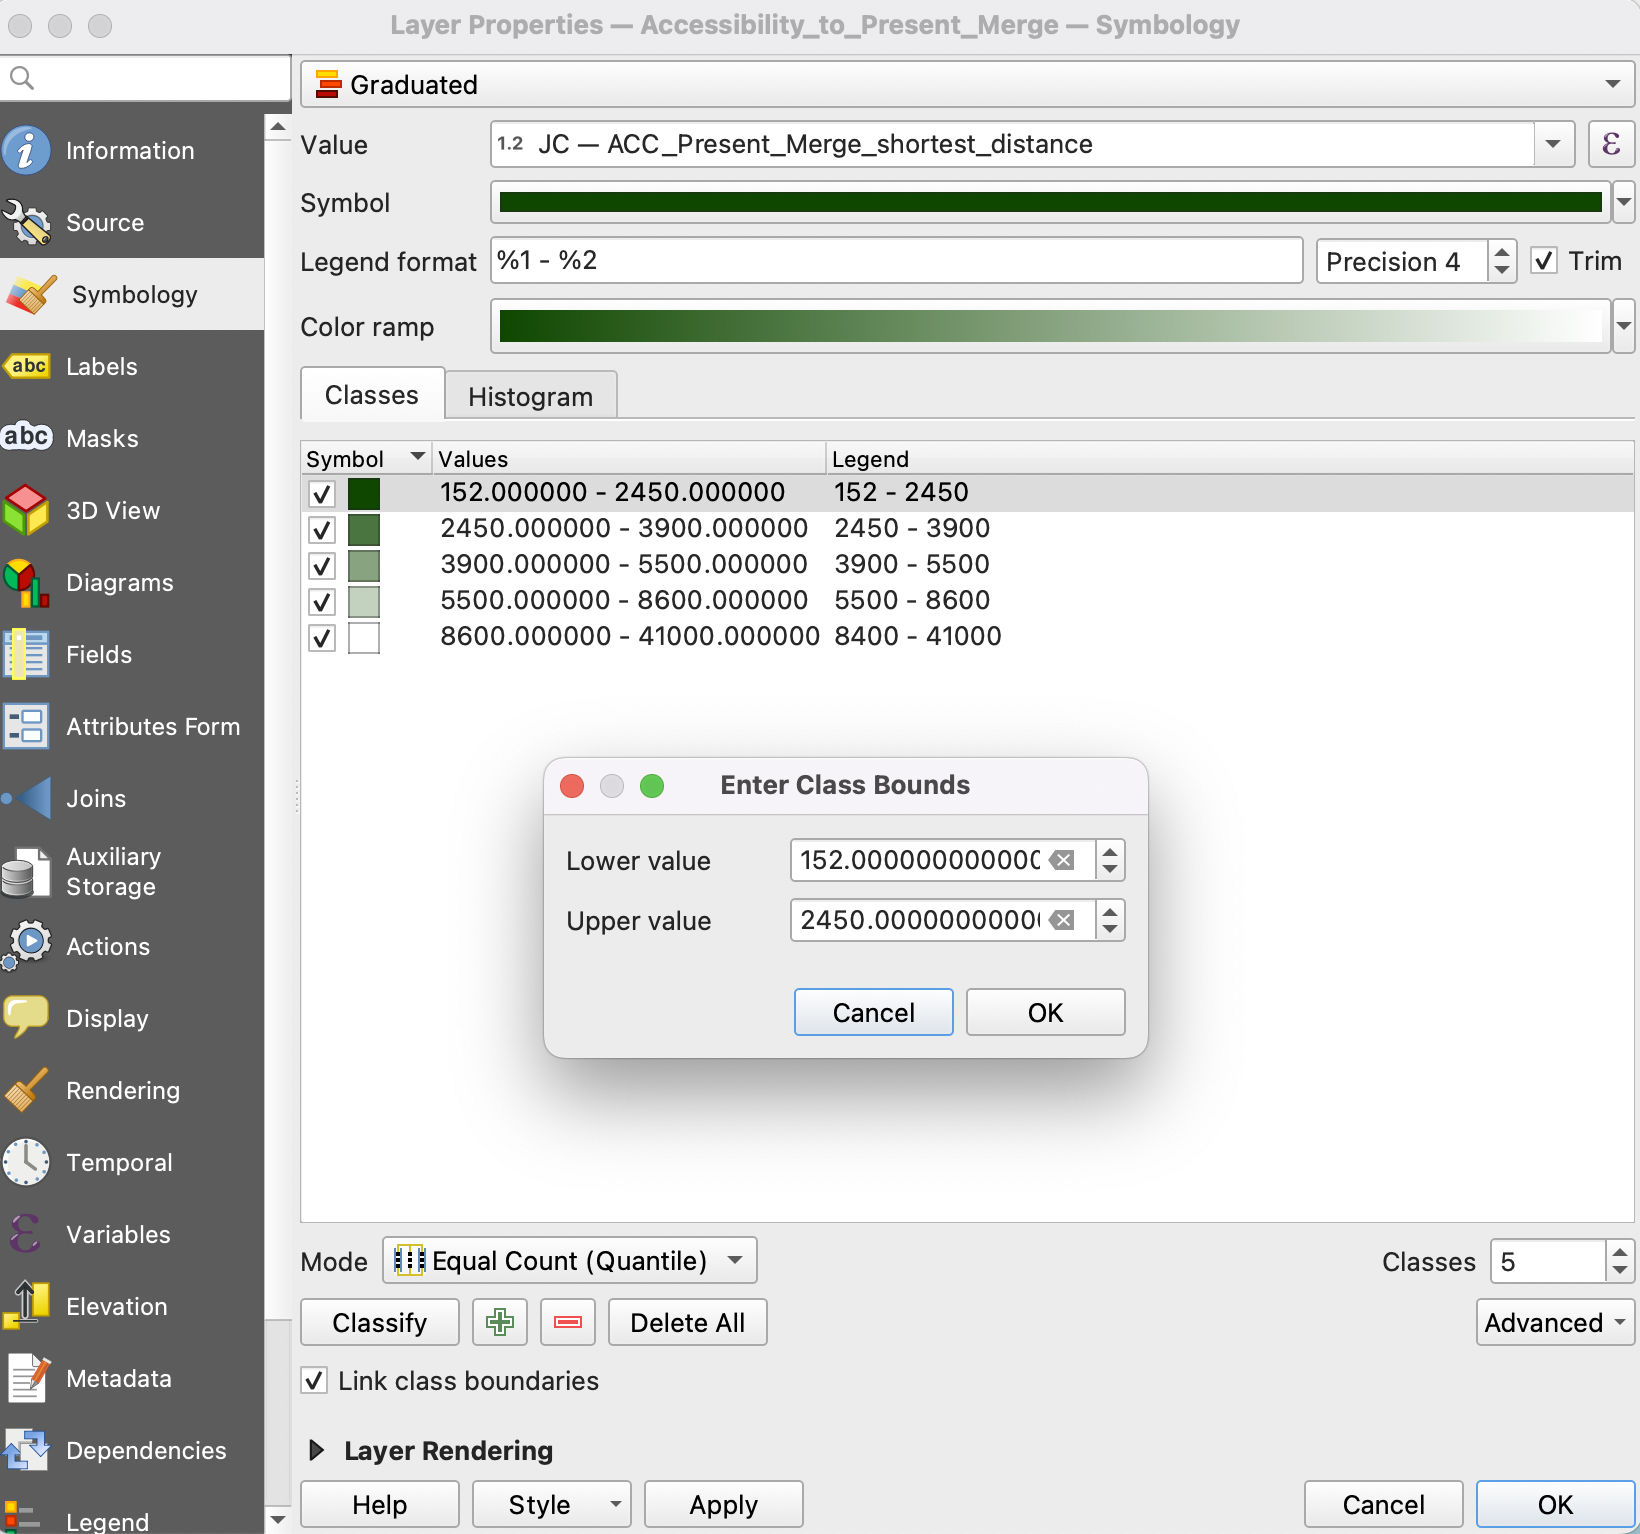 Layer Properties — Accessibility_to_Present_Merge — Symbology
Information
Source
Symbology
Labels
Masks
3D View
Diagrams
Fields
Attributes Form
Joins
Auxiliary
Storage
Actions
Display
Rendering
Temporal
Variables
Elevation
Metadata
Dependencies
Legend
Graduated
Value 1.2 JC — ACC_Present_Merge_shortest_distance ε
Symbol
Legend format %1 - %2 Precision 4 Trim
Color ramp
Classes Histogram
Symbol Values Legend
152.000000 - 2450.000000 152 - 2450
2450.000000 - 3900.000000 2450 - 3900
3900.000000 - 5500.000000 3900 - 5500
5500.000000 - 8600.000000 5500 - 8600
8600.000000 - 41000.000000 8400 - 41000
Enter Class Bounds
Lower value 152.000000000000
Upper value 2450.0000000000
Cancel OK
Mode Equal Count (Quantile) Classes 5
Classify Delete All Advanced
Link class boundaries
Layer Rendering
Help Style Apply Cancel OK
abc
abc